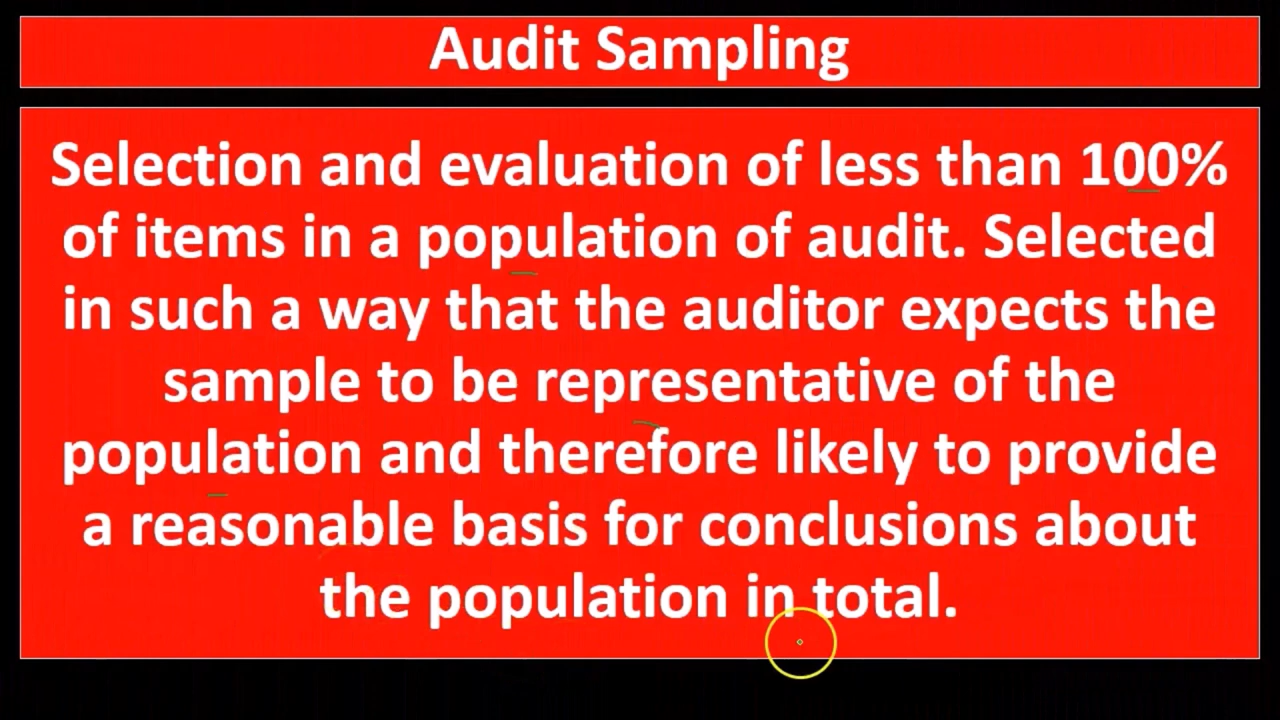 Audit Sampling
Selection and evaluation of less than 100%
of items in a population of audit. Selected
in such a way that the auditor expects the
sample to be representative of the
population and therefore likely to provide
a reasonable basis for conclusions about
the population in total.